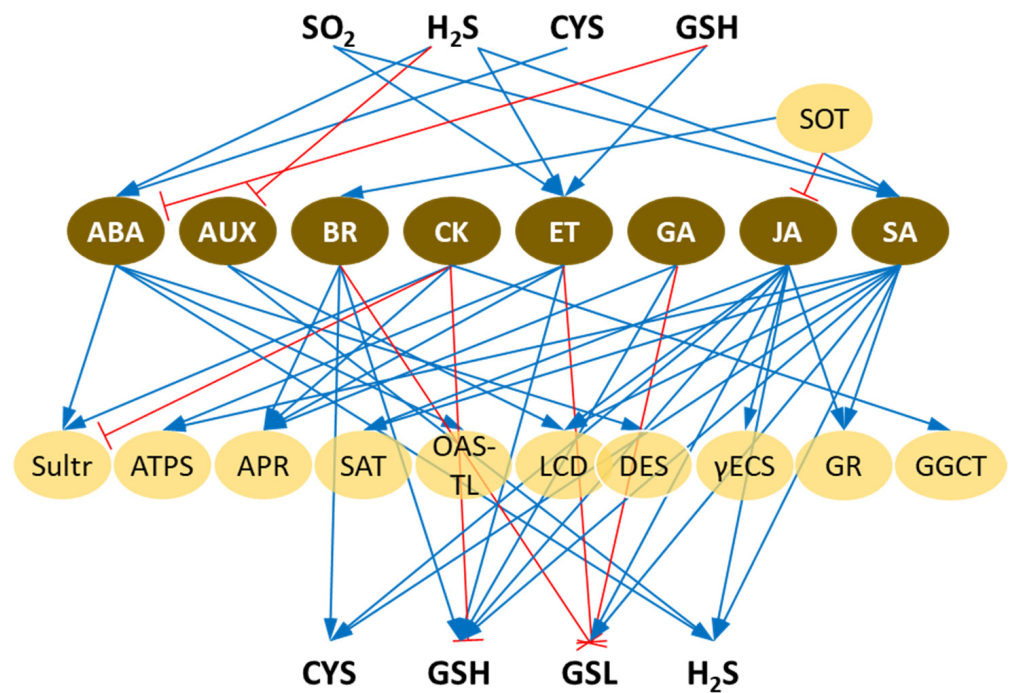 SO₂ H₂S CYS GSH
SOT
ABA AUX BR CK ET GA JA SA
Sultr ATPS APR SAT OAS-
TL LCD DES γECS GR GGCT
CYS GSH GSL H₂S